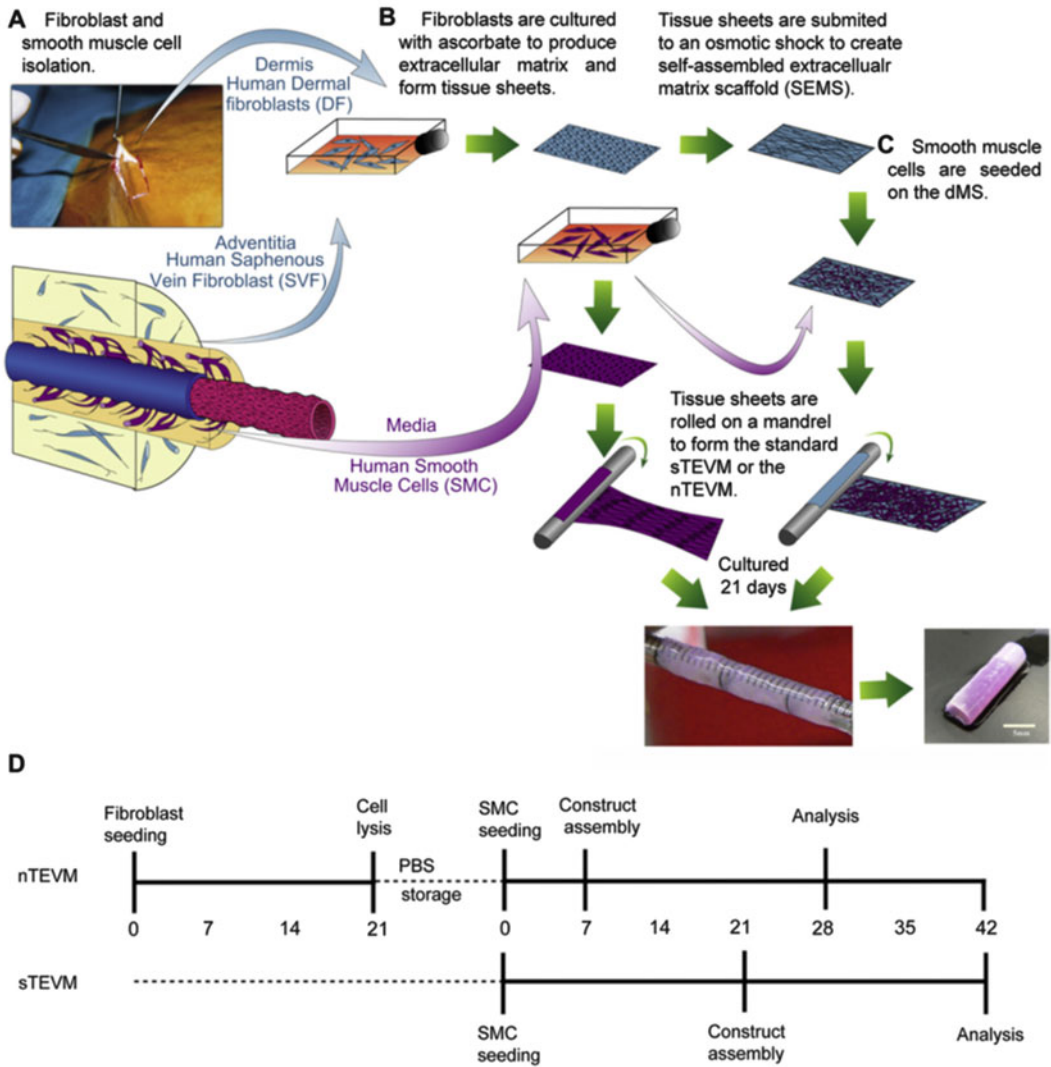 A
Fibroblast and
smooth muscle cell
isolation.
Dermis
Human Dermal
fibroblasts (DF)
Adventitia
Human Saphenous
Vein Fibroblast (SVF)
Media
Human Smooth
Muscle Cells (SMC)
B
Fibroblasts are cultured
with ascorbate to produce
extracellular matrix and
form tissue sheets.
Tissue sheets are submited
to an osmotic shock to create
self-assembled extracellualr
matrix scaffold (SEMS).
C
Smooth muscle
cells are seeded
on the dMS.
Tissue sheets are
rolled on a mandrel
to form the standard
sTEVM or the
nTEVM.
Cultured
21 days
D
Fibroblast
seeding
Cell
lysis
SMC
seeding
Construct
assembly
Analysis
nTEVM
PBS
storage
0 7 14 21 0 7 14 21 28 35 42
sTEVM
SMC
seeding
Construct
assembly
Analysis